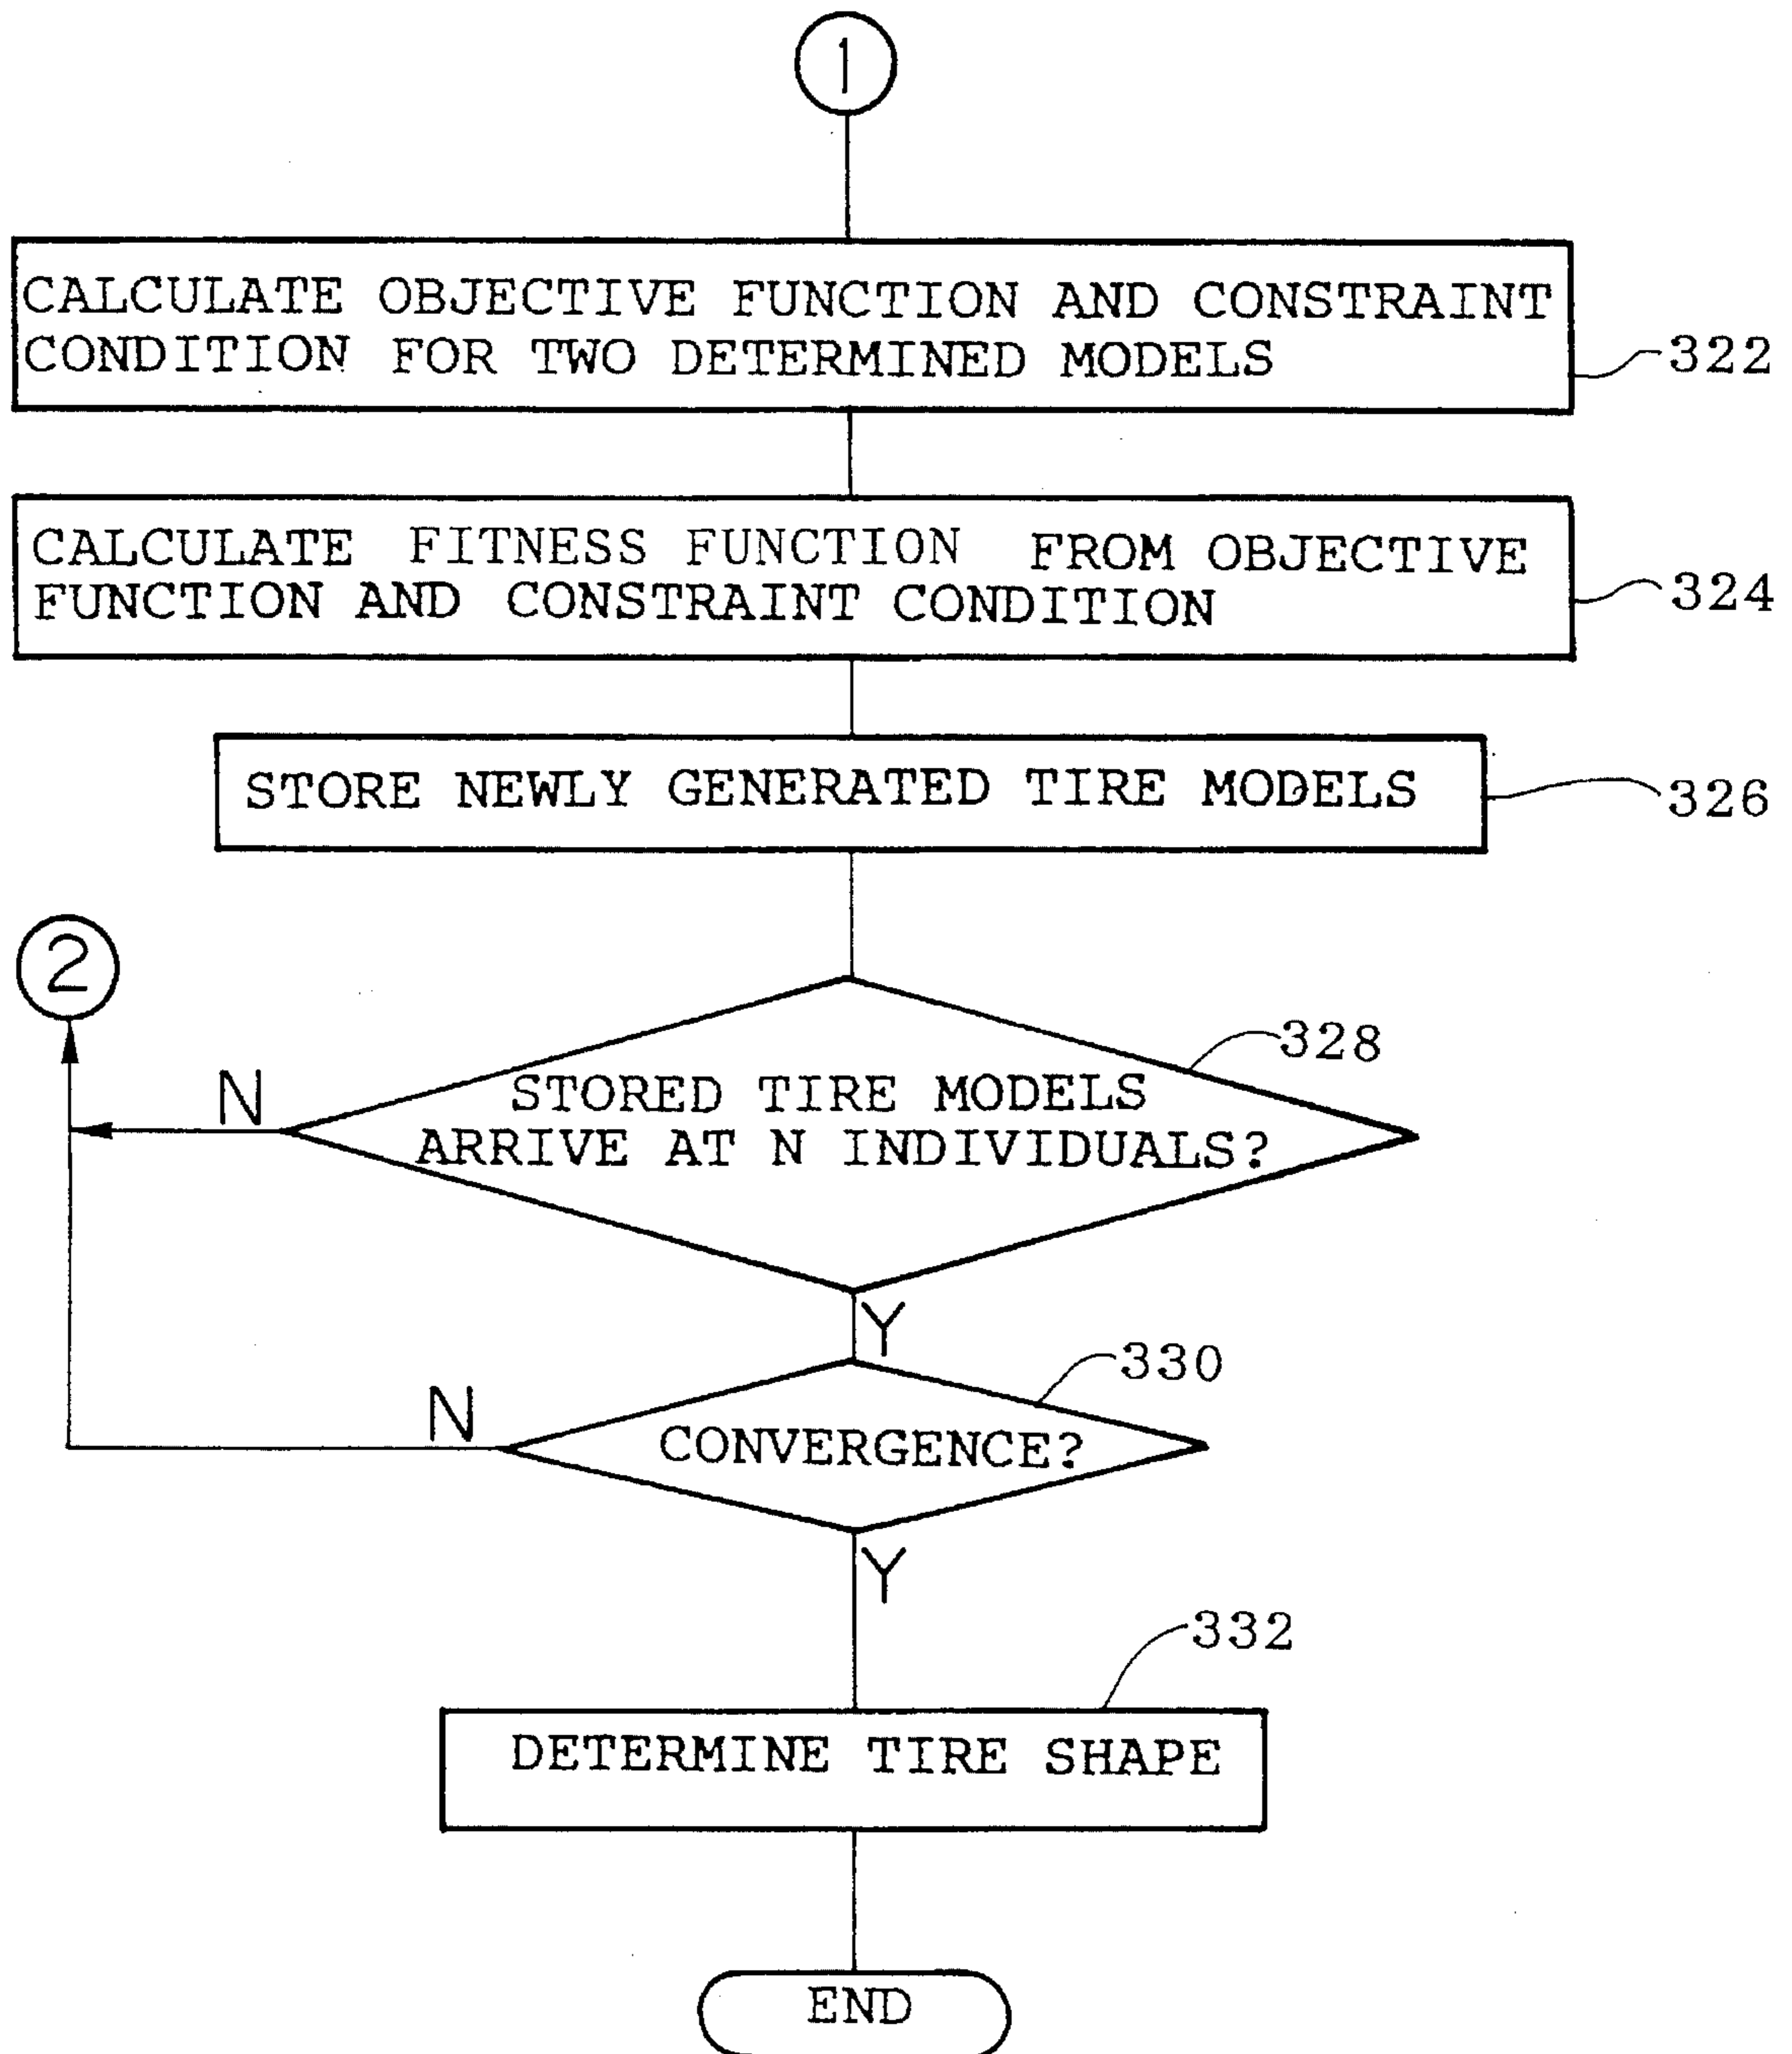 1
CALCULATE OBJECTIVE FUNCTION AND CONSTRAINT
CONDITION FOR TWO DETERMINED MODELS
322
CALCULATE FITNESS FUNCTION FROM OBJECTIVE
FUNCTION AND CONSTRAINT CONDITION
324
STORE NEWLY GENERATED TIRE MODELS
326
2
328
N
STORED TIRE MODELS
ARRIVE AT N INDIVIDUALS?
Y
330
N
CONVERGENCE?
Y
332
DETERMINE TIRE SHAPE
END